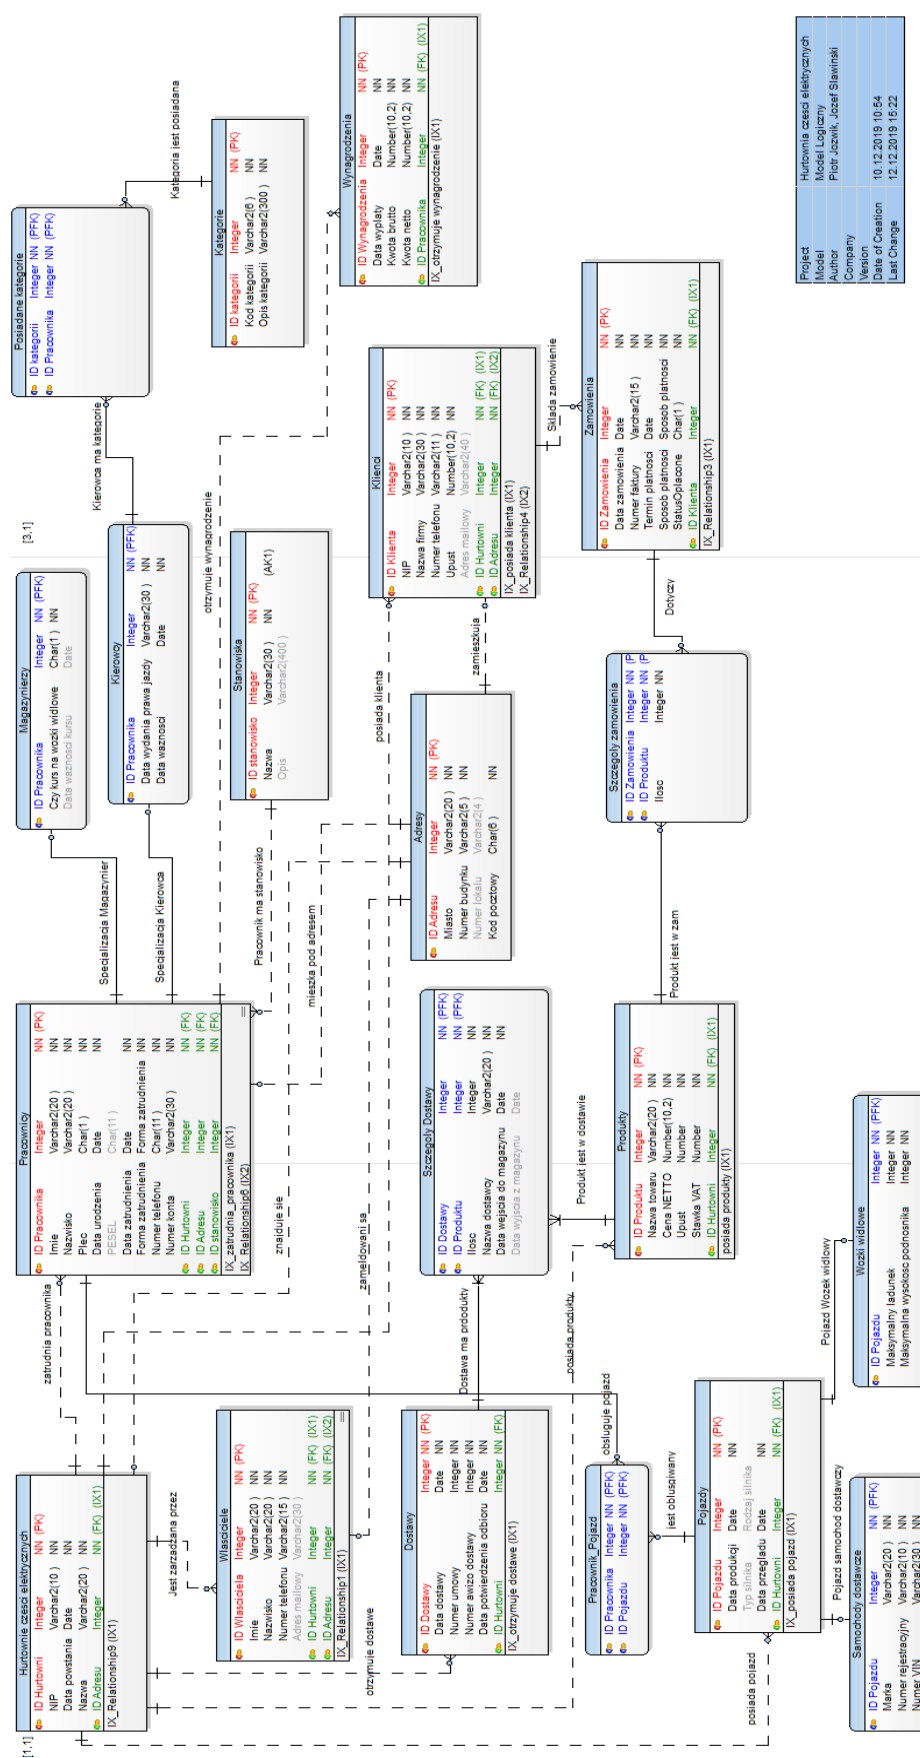 [1,1]
Hurtownie czesci elektrycznych
ID Hurtowni Integer NN (PK)
NIP Varchar2(10 ) NN
Data powstania Date NN
Nazwa Varchar2(20 ) NN
ID Adresu Integer NN (FK) (IX1)
IX_Relationship9 (IX1)
zatrudnia pracownika
Pracownicy
ID Pracownika Integer NN (PK)
Imie Varchar2(20 ) NN
Nazwisko Varchar2(20 ) NN
Plec Char(1 ) NN
Data urodzenia Date NN
PESEL Char(11 )
Data zatrudnienia Date NN
Forma zatrudnienia Forma zatrudnienia NN
Numer telefonu Char(11 ) NN
Numer konta Varchar2(30 ) NN
ID Hurtowni Integer NN (FK)
ID Adresu Integer NN (FK)
ID stanowisko Integer NN (FK)
IX_zatrudnia_pracownika (IX1)
IX Relationship6 (IX2)
Specjalizacja Magazynier
Specjalizacja Kierowca
Magazynierzy
ID Pracownika Integer NN (PFK)
Czy kurs na wozki widlowe Char(1 ) NN
Data waznosci kursu Date
[3,1]
Kierowcy
ID Pracownika Integer NN (PFK)
Data wydania prawa jazdy Varchar2(30 ) NN
Data waznosci Date NN
Kierowca ma kategorie
Posiadane kategorie
ID kategorii Integer NN (PFK)
ID Pracownika Integer NN (PFK)
Kategoria jest posiadana
Kategorie
ID kategorii Integer NN (PK)
Kod kategorii Varchar2(6 ) NN
Opis kategorii Varchar2(300 ) NN
otrzymuje wynagrodzenie
Pracownik ma stanowisko
Stanowiska
ID stanowisko Integer NN (PK)
Nazwa Varchar2(30 ) NN (AK1)
Opis Varchar2(400 )
Wynagrodzenia
ID Wynagrodzenia Integer NN (PK)
Data wyplaty Date NN
Kwota brutto Number(10,2) NN
Kwota netto Number(10,2) NN
ID Pracownika Integer NN (FK) (IX1)
IX_otrzymuje wynagrodzenie (IX1)
jest zarzadzana przez
Wlasciciele
ID Wlasciciela Integer NN (PK)
Imie Varchar2(20 ) NN
Nazwisko Varchar2(20 ) NN
Numer telefonu Varchar2(15 ) NN
Adres mailowy Varchar2(30 )
ID Hurtowni Integer NN (FK) (IX1)
ID Adresu Integer NN (FK) (IX2)
IX_Relationship1 (IX1)
znajduje sie
mieszka pod adresem
zameldowani sa
posiada klienta
Klienci
ID Klienta Integer NN (PK)
NIP Varchar2(10 ) NN
Nazwa firmy Varchar2(30 ) NN
Numer telefonu Varchar2(11 ) NN
Upust Number(10,2) NN
Adres mailowy Varchar2(40 )
ID Hurtowni Integer NN (FK) (IX1)
ID Adresu Integer NN (FK) (IX2)
IX_posiada klienta (IX1)
IX_Relationship4 (IX2)
zamieszkuja
Adresy
ID Adresu Integer NN (PK)
Miasto Varchar2(20 ) NN
Numer budynku Varchar2(5 ) NN
Numer lokalu Varchar2(4 )
Kod pocztowy Char(6 ) NN
Sklada zamowienie
Zamowienia
ID Zamowienia Integer NN (PK)
Data zamowienia Date NN
Numer faktury Varchar2(15 ) NN
Termin platnosci Date NN
Sposob platnosci Sposob platnosci NN
StatusOplacone Char(1 ) NN
ID Klienta Integer NN (FK) (IX1)
IX_Relationship3 (IX1)
Dotyczy
Szczegoly zamowienia
ID Zamowienia Integer NN (P
ID Produktu Integer NN (P
Ilosc Integer NN
otrzymuje dostawe
Dostawy
ID Dostawy Integer NN (PK)
Data dostawy Date NN
Numer umowy Integer NN
Numer awizo dostawy Integer NN
Data potwierdzenia odbioru Date NN
ID Hurtowni Integer NN (FK) (IX1)
IX_otrzymuje dostawe (IX1)
Dostawa ma prdodukty
Szczegoly Dostawy
ID Dostawy Integer NN (PFK)
ID Produktu Integer NN (PFK)
Ilosc Integer NN
Nazwa dostawcy Varchar2(20 ) NN
Data wejscia do magazynu Date NN
Data wyjscia z magazynu Date
Produkt jest w dostawie
posiada produkty
Produkty
ID Produktu Integer NN (PK)
Nazwa towaru Varchar2(20 ) NN
Cena NETTO Number(10,2) NN
Upust Number NN
Stawka VAT Number NN
ID Hurtowni Integer NN (FK) (IX1)
posiada produkty (IX1)
Produkt jest w zam
obsluguje pojazd
Pracownik_Pojazd
ID Pracownika Integer NN (PFK)
ID Pojazdu Integer NN (PFK)
jest oblusgiwany
posiada pojazd
Pojazdy
ID Pojazdu Integer NN (PK)
Data produkcji Date NN
Typ silnika Rodzaj silnika
Data przegladu Date NN
ID Hurtowni Integer NN (FK) (IX1)
IX_posiada pojazd (IX1)
Pojazd samochod dostawczy
Pojazd Wozek widlowy
Samochody dostawcze
ID Pojazdu Integer NN (PFK)
Marka Varchar2(20 ) NN
Numer rejestracyjny Varchar2(10 ) NN
Numer VIN Varchar2(30 ) NN
Wozki widlowe
ID Pojazdu Integer NN (PFK)
Maksymalny ladunek Integer NN
Maksymalna wysokosc podnosnika Integer NN
Project Hurtownia czesci elektrycznych
Model Model Logiczny
Author Piotr Jozwik, Jozef Slawinski
Company
Version
Date of Creation 10.12.2019 10:54
Last Change 12.12.2019 15:22